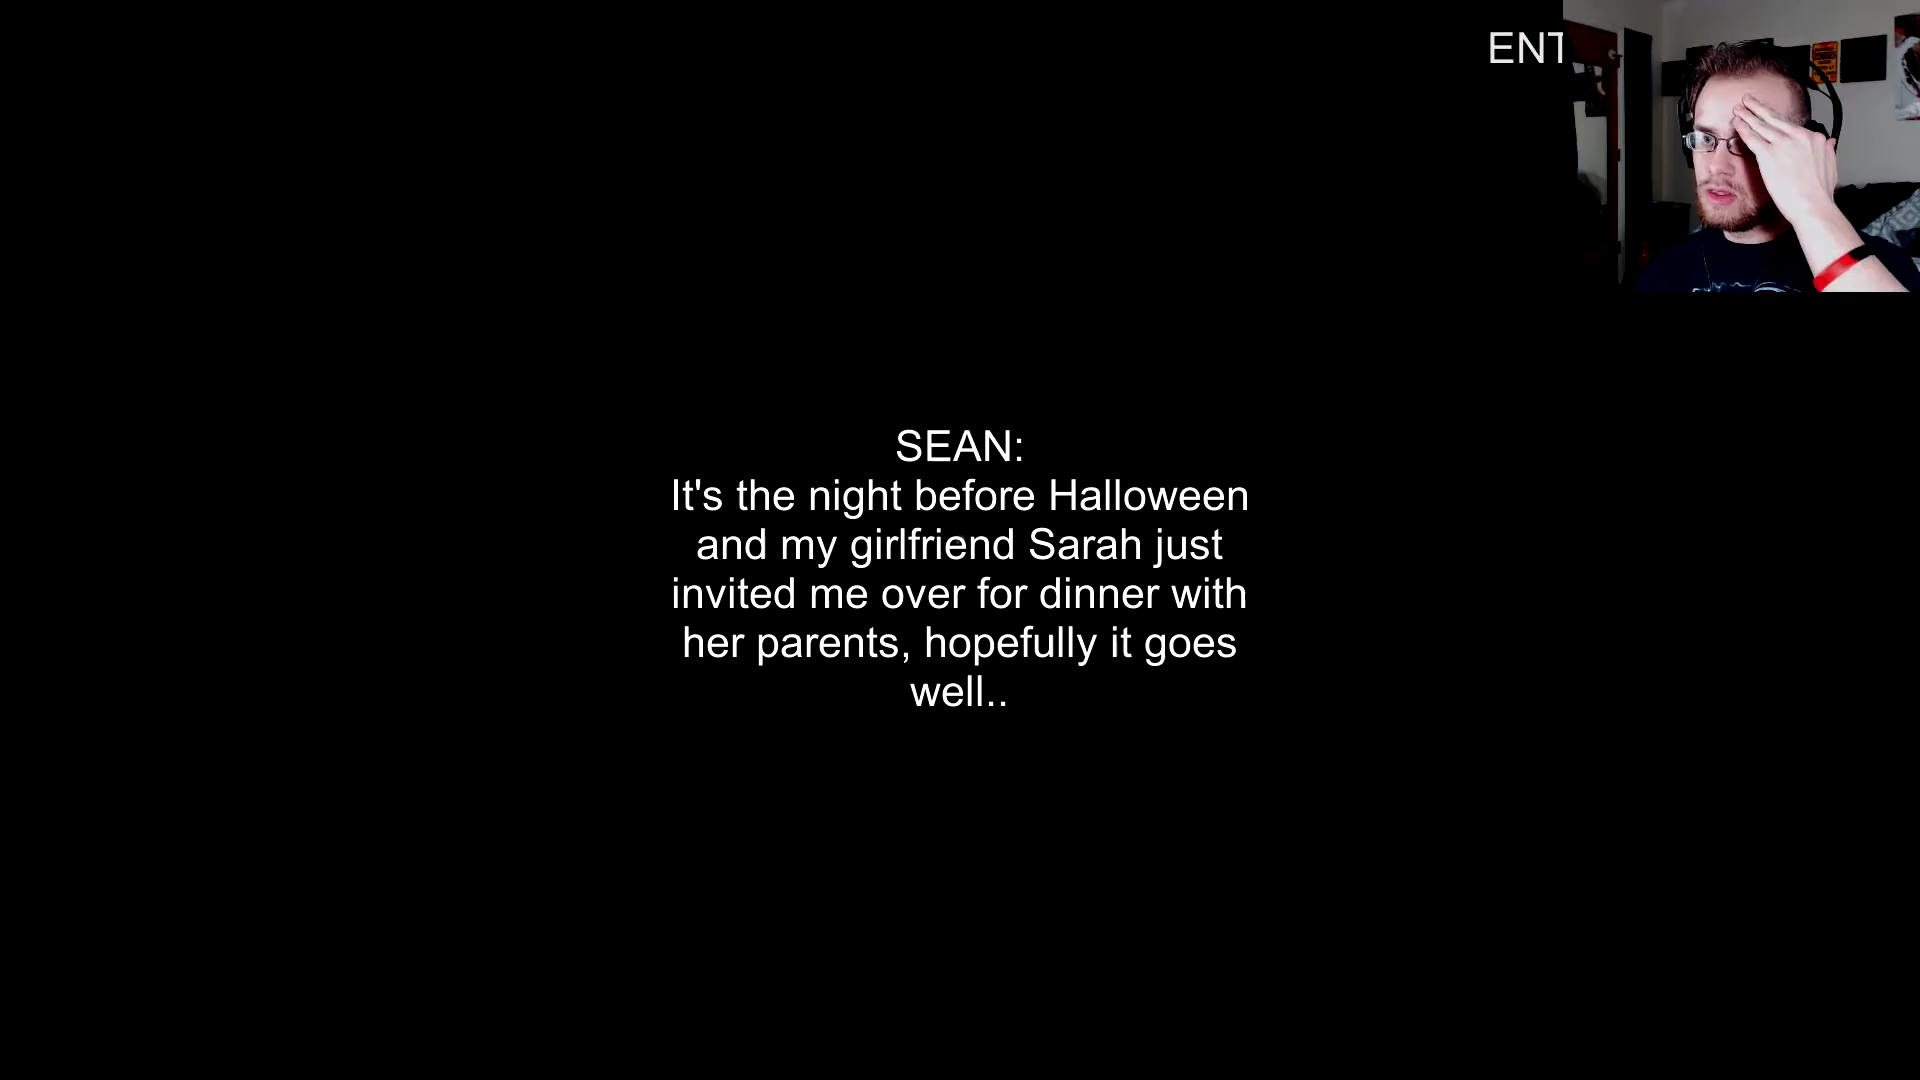 ENT
SEAN:
It's the night before Halloween
and my girlfriend Sarah just
invited me over for dinner with
her parents, hopefully it goes
well..